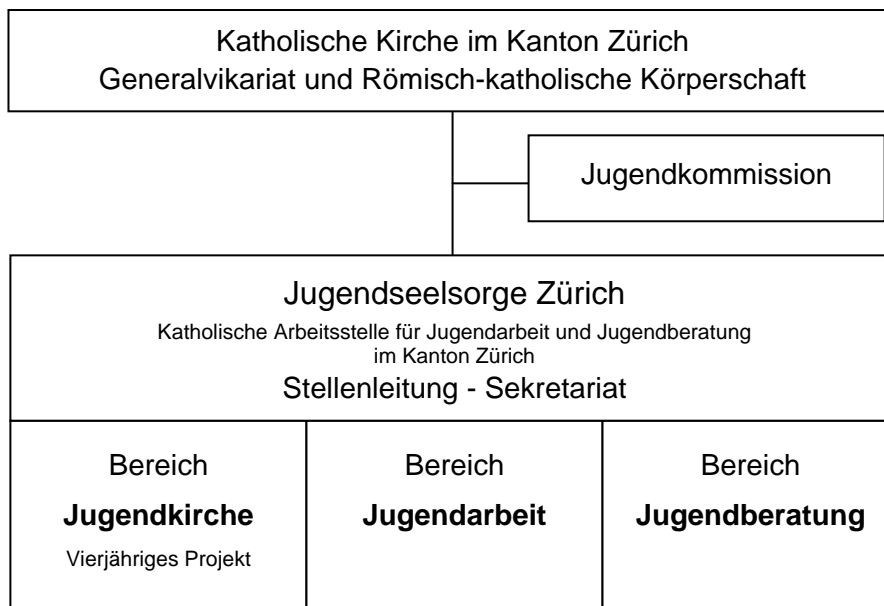 Katholische Kirche im Kanton Zürich
Generalvikariat und Römisch-katholische Körperschaft
Jugendkommission
Jugendseelsorge Zürich
Katholische Arbeitsstelle für Jugendarbeit und Jugendberatung
im Kanton Zürich
Stellenleitung - Sekretariat
Bereich
Jugendkirche
Vierjähriges Projekt
Bereich
Jugendarbeit
Bereich
Jugendberatung